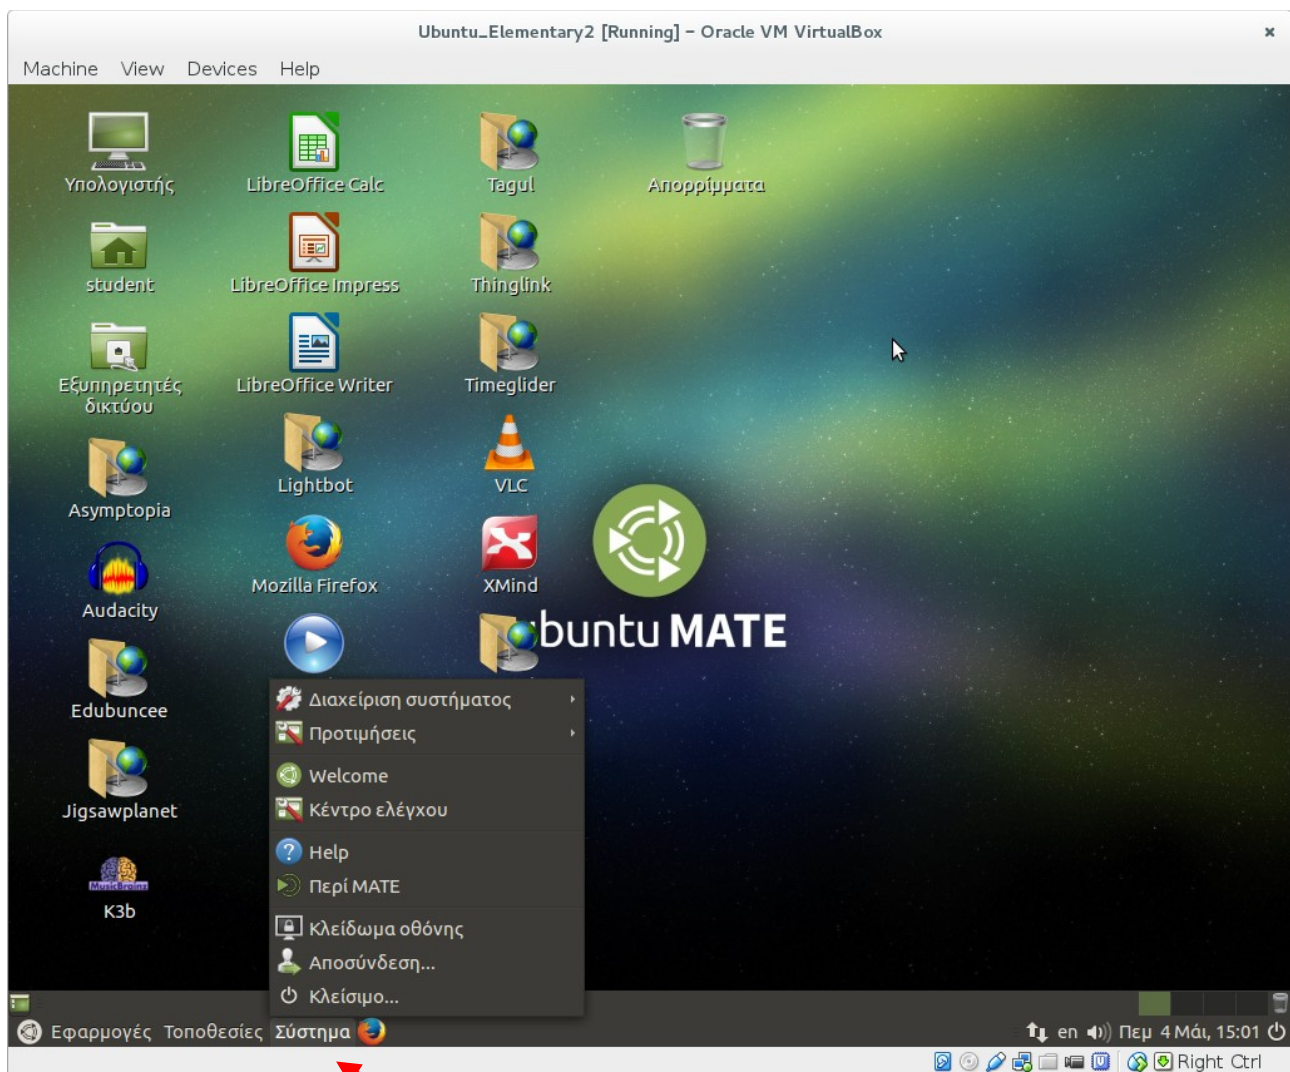 Ubuntu_Elementary2 [Running] – Oracle VM VirtualBox
Machine View Devices Help
Υπολογιστής
LibreOffice Calc
Tagul
Απορρίμματα
student
LibreOffice Impress
Thinglink
Εξυπηρετητές
δικτύου
LibreOffice Writer
Timeglider
Asymptopia
Lightbot
VLC
Audacity
Mozilla Firefox
XMind
Edubuncee
Jigsawplanet
MusicBrainz
K3b
buntu MATE
Διαχείριση συστήματος
Προτιμήσεις
Welcome
Κέντρο ελέγχου
Help
Περί MATE
Κλείδωμα οθόνης
Αποσύνδεση...
Κλείσιμο...
Εφαρμογές Τοποθεσίες Σύστημα
en Πεμ 4 Μάι, 15:01
Right Ctrl